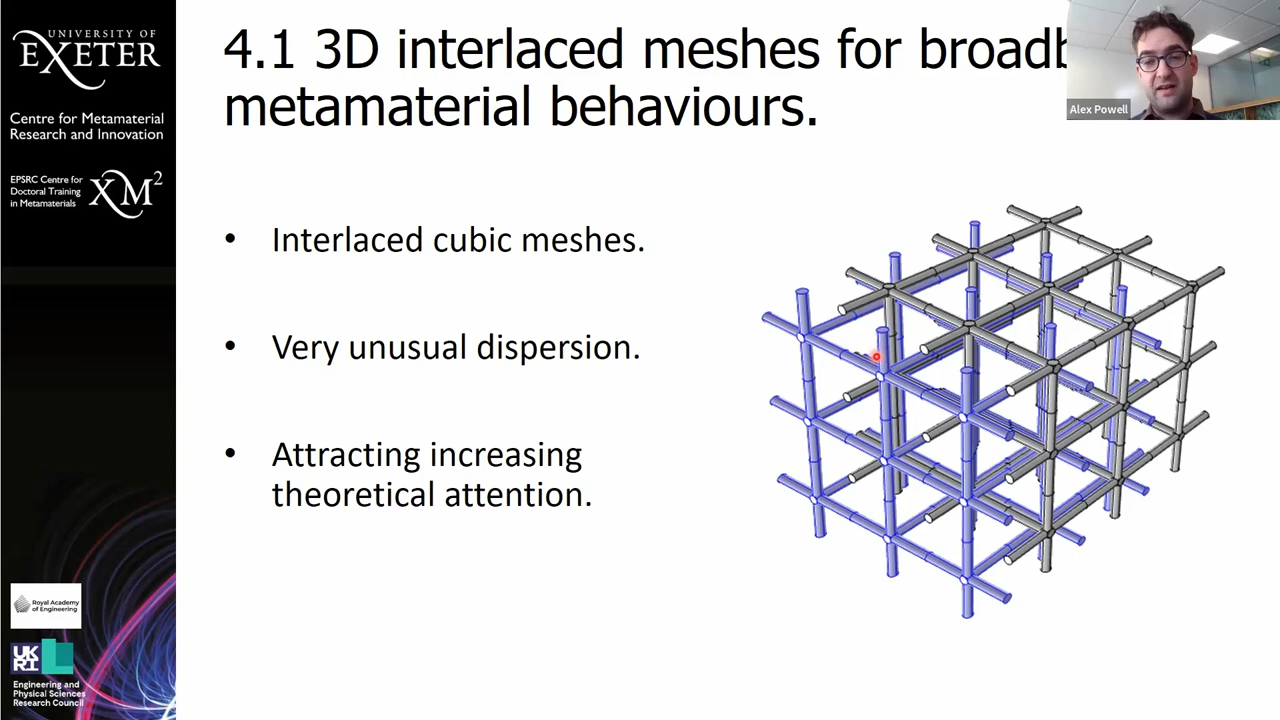 UNIVERSITY OF
EXETER
Centre for Metamaterial
Research and Innovation
EPSRC Centre for
Doctoral Training
in Metamaterials
XM²
4.1 3D interlaced meshes for broadb
metamaterial behaviours.
Alex Powell
• Interlaced cubic meshes.
• Very unusual dispersion.
• Attracting increasing
theoretical attention.
Royal Academy
of Engineering
UK
RI
Engineering and
Physical Sciences
Research Council